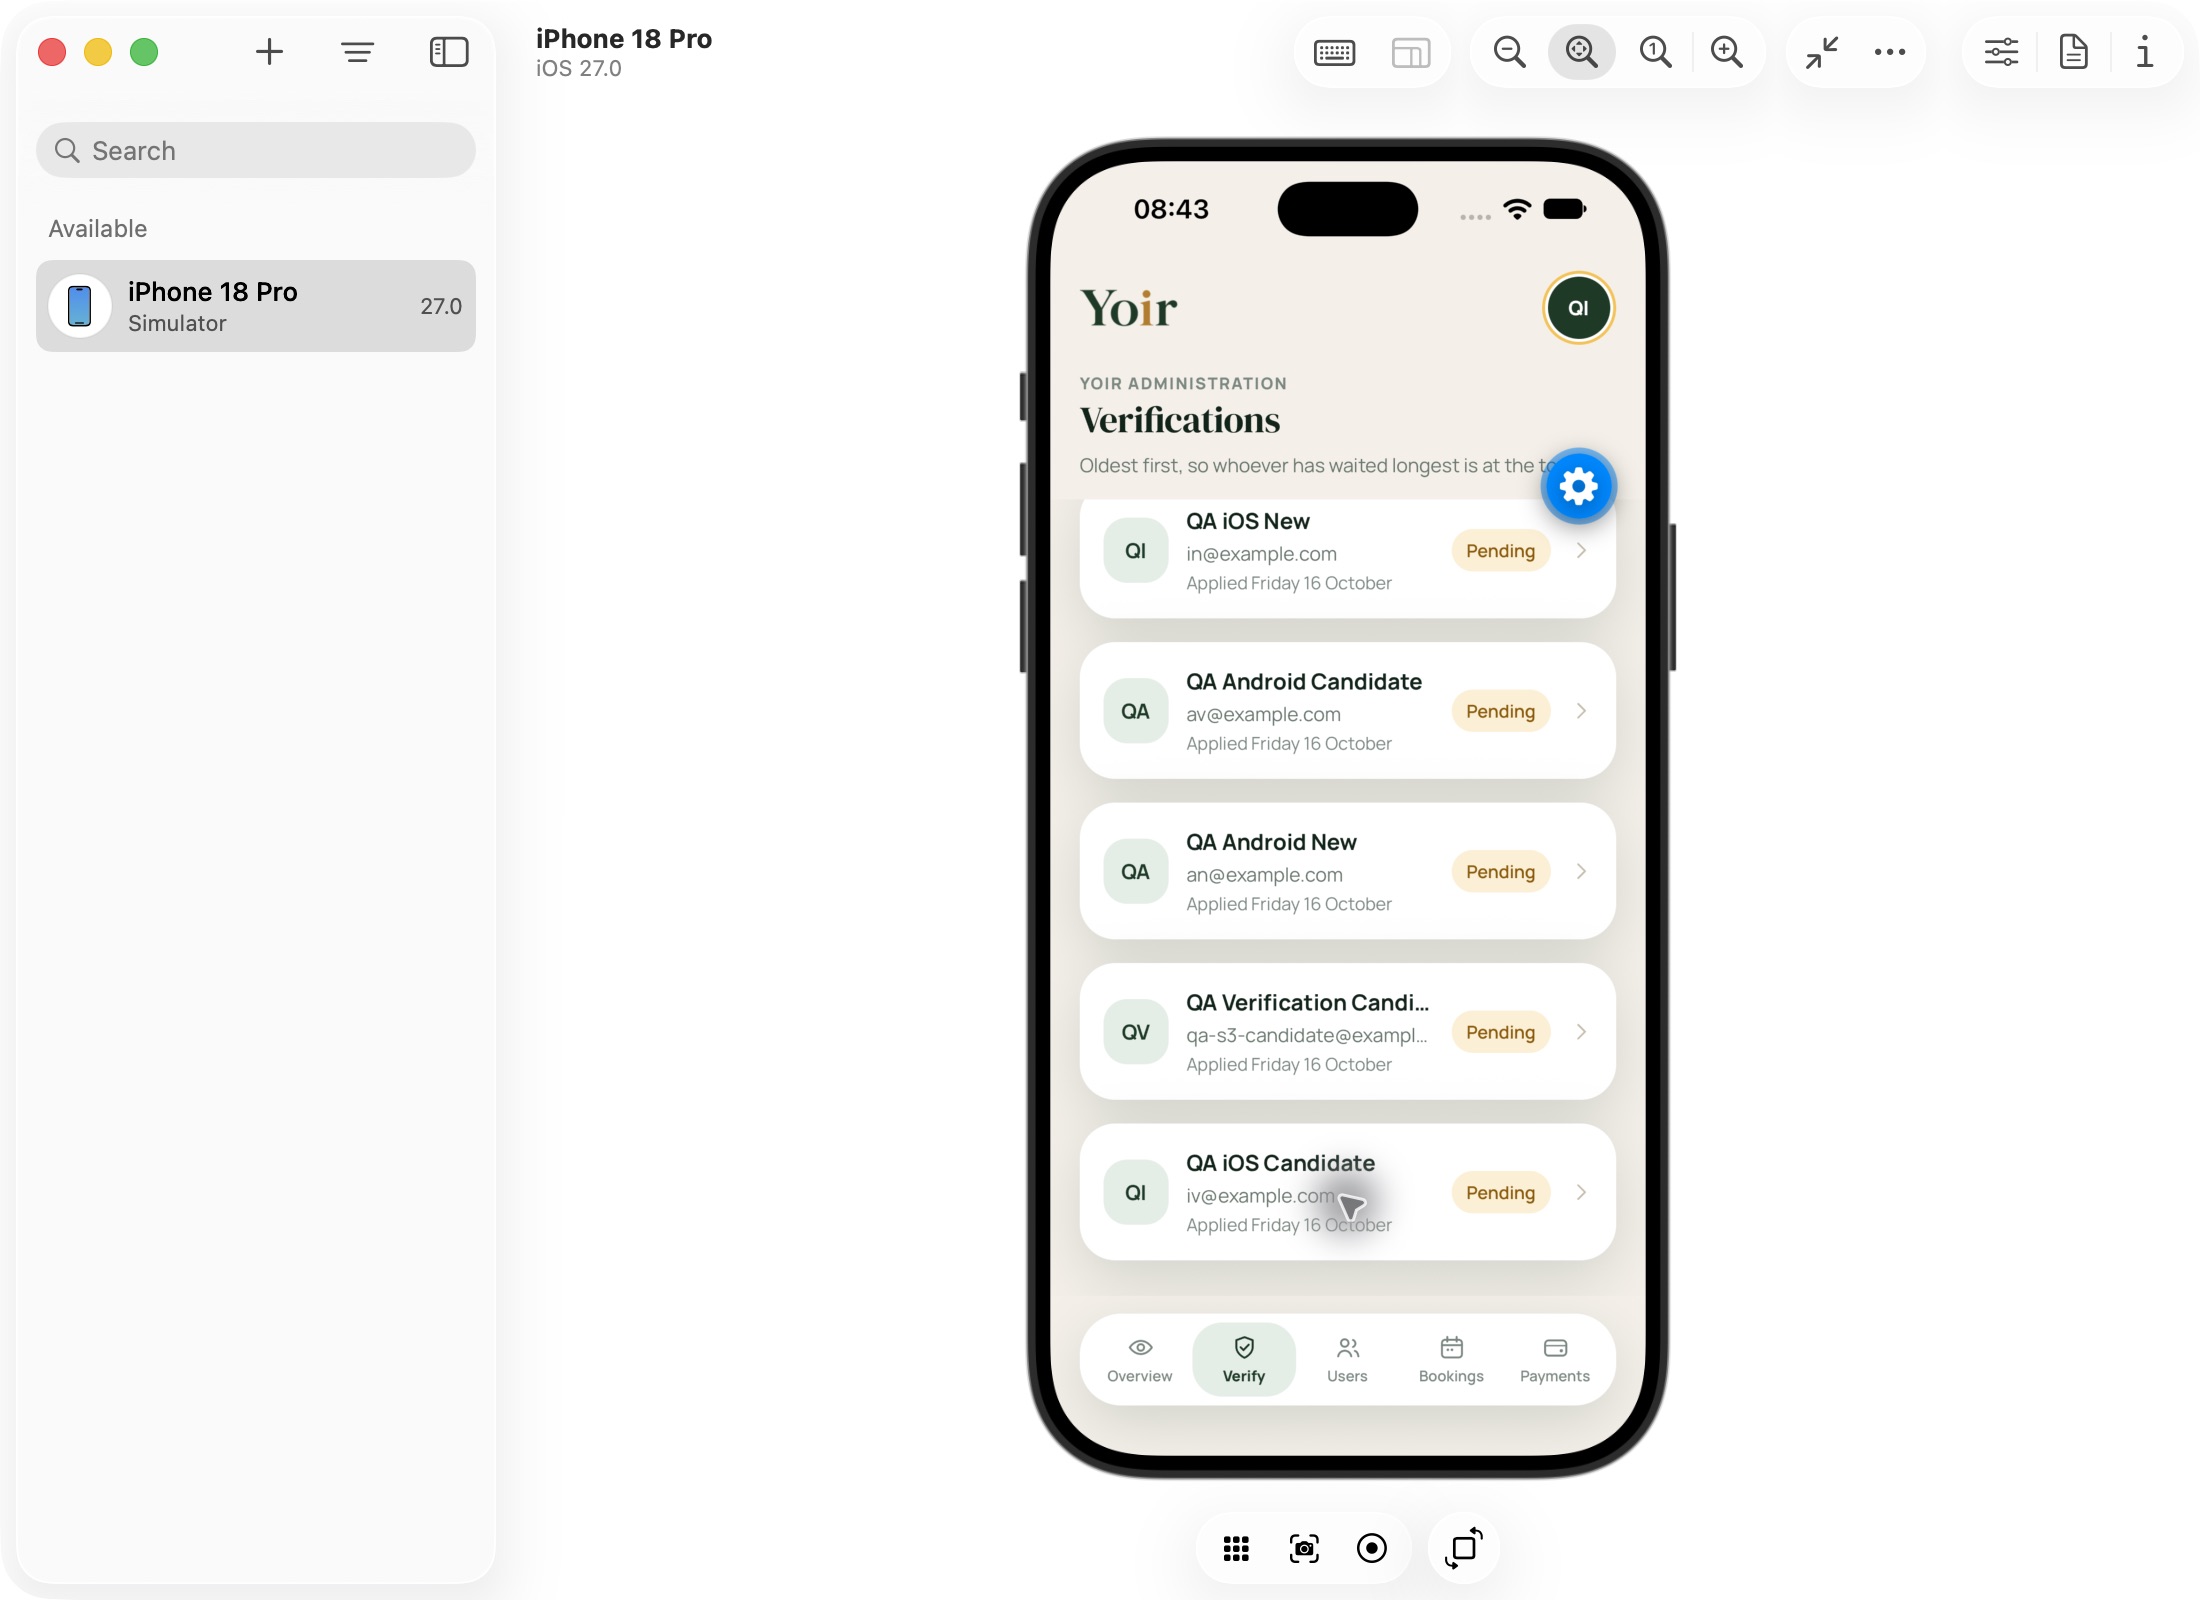 iPhone 18 Pro
iOS 27.0
1
Search
Available
iPhone 18 Pro
Simulator
27.0
08:43
Yoir
QI
YOIR ADMINISTRATION
Verifications
Oldest first, so whoever has waited longest is at the
QI
QA iOS New
in@example.com
Applied Friday 16 October
Pending
QA
QA Android Candidate
av@example.com
Applied Friday 16 October
Pending
QA
QA Android New
an@example.com
Applied Friday 16 October
Pending
QV
QA Verification Candi...
qa-s3-candidate@exampl...
Applied Friday 16 October
Pending
QI
QA iOS Candidate
iv@example.com
Applied Friday 16 October
Pending
Overview
Verify
Users
Bookings
Payments